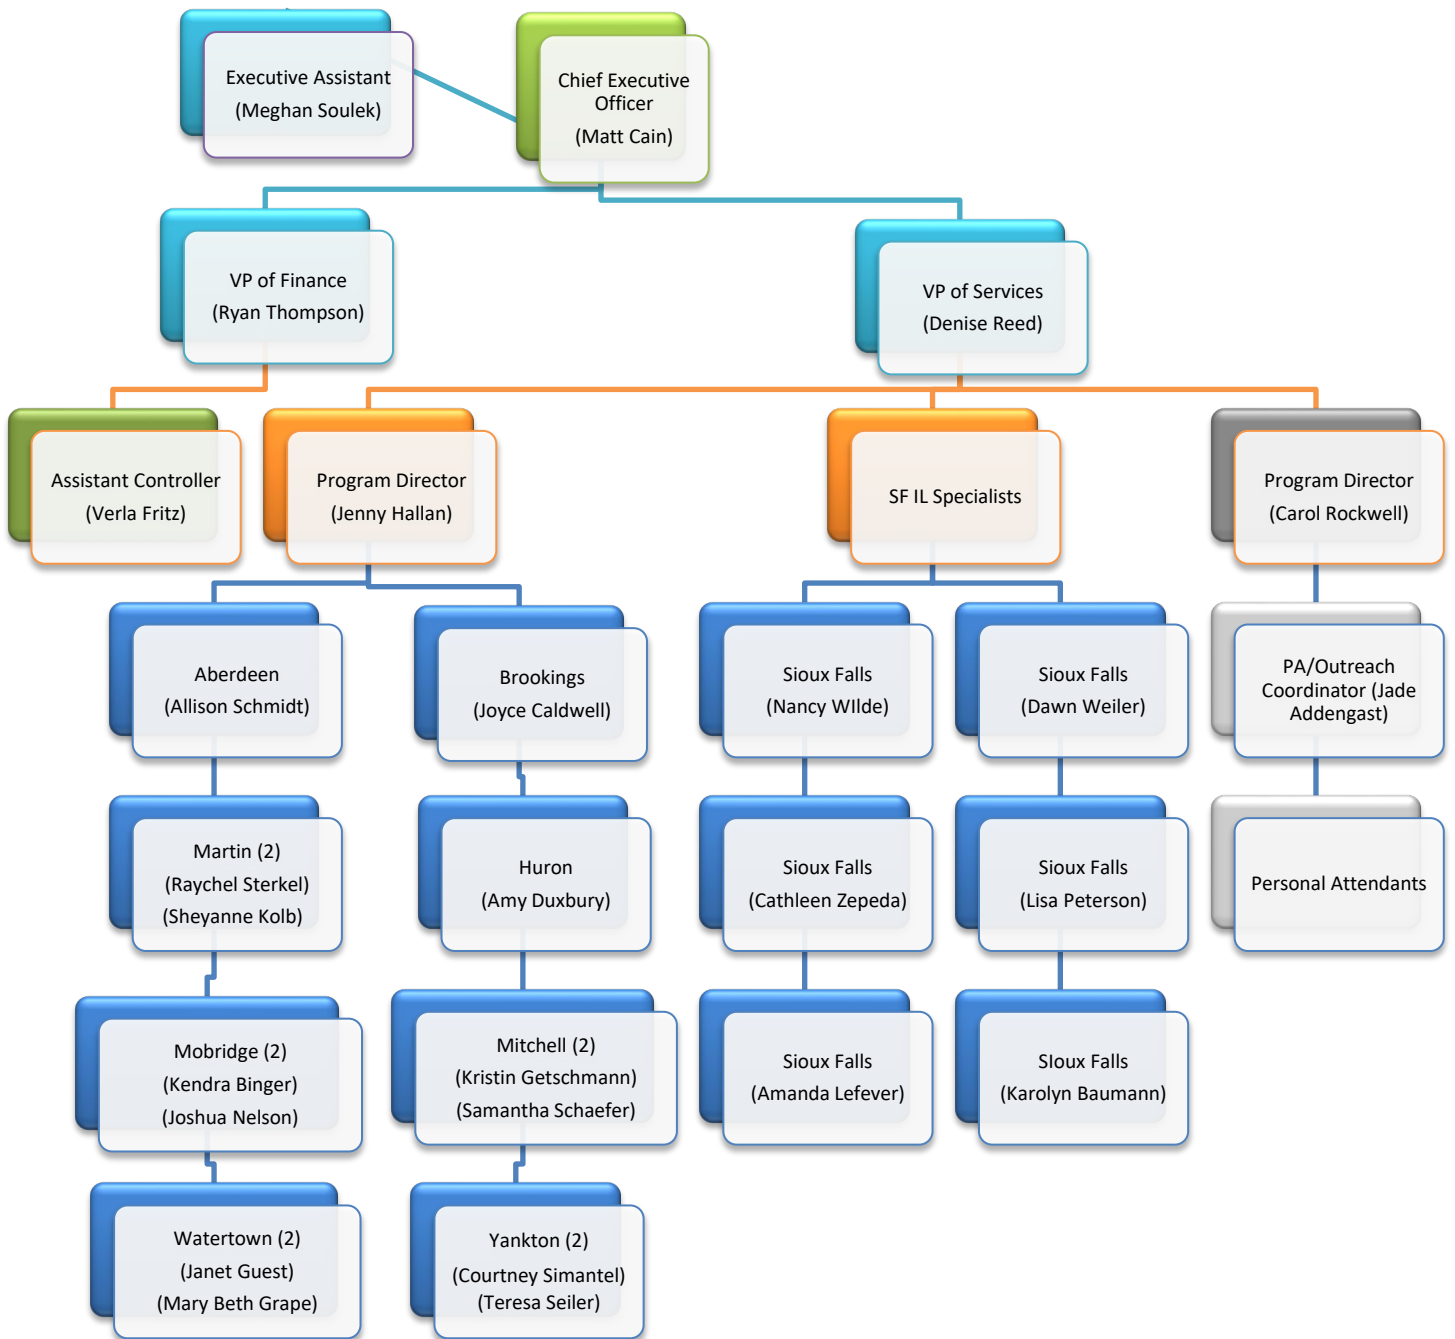 Executive Assistant
(Meghan Soulek)
Chief Executive
Officer
(Matt Cain)
VP of Finance
(Ryan Thompson)
VP of Services
(Denise Reed)
Assistant Controller
(Verla Fritz)
Program Director
(Jenny Hallan)
SF IL Specialists
Program Director
(Carol Rockwell)
Aberdeen
(Allison Schmidt)
Brookings
(Joyce Caldwell)
Sioux Falls
(Nancy WIlde)
Sioux Falls
(Dawn Weiler)
PA/Outreach
Coordinator (Jade
Addengast)
Martin (2)
(Raychel Sterkel)
(Sheyanne Kolb)
Huron
(Amy Duxbury)
Sioux Falls
(Cathleen Zepeda)
Sioux Falls
(Lisa Peterson)
Personal Attendants
Mobridge (2)
(Kendra Binger)
(Joshua Nelson)
Mitchell (2)
(Kristin Getschmann)
(Samantha Schaefer)
Sioux Falls
(Amanda Lefever)
SIoux Falls
(Karolyn Baumann)
Watertown (2)
(Janet Guest)
(Mary Beth Grape)
Yankton (2)
(Courtney Simantel)
(Teresa Seiler)